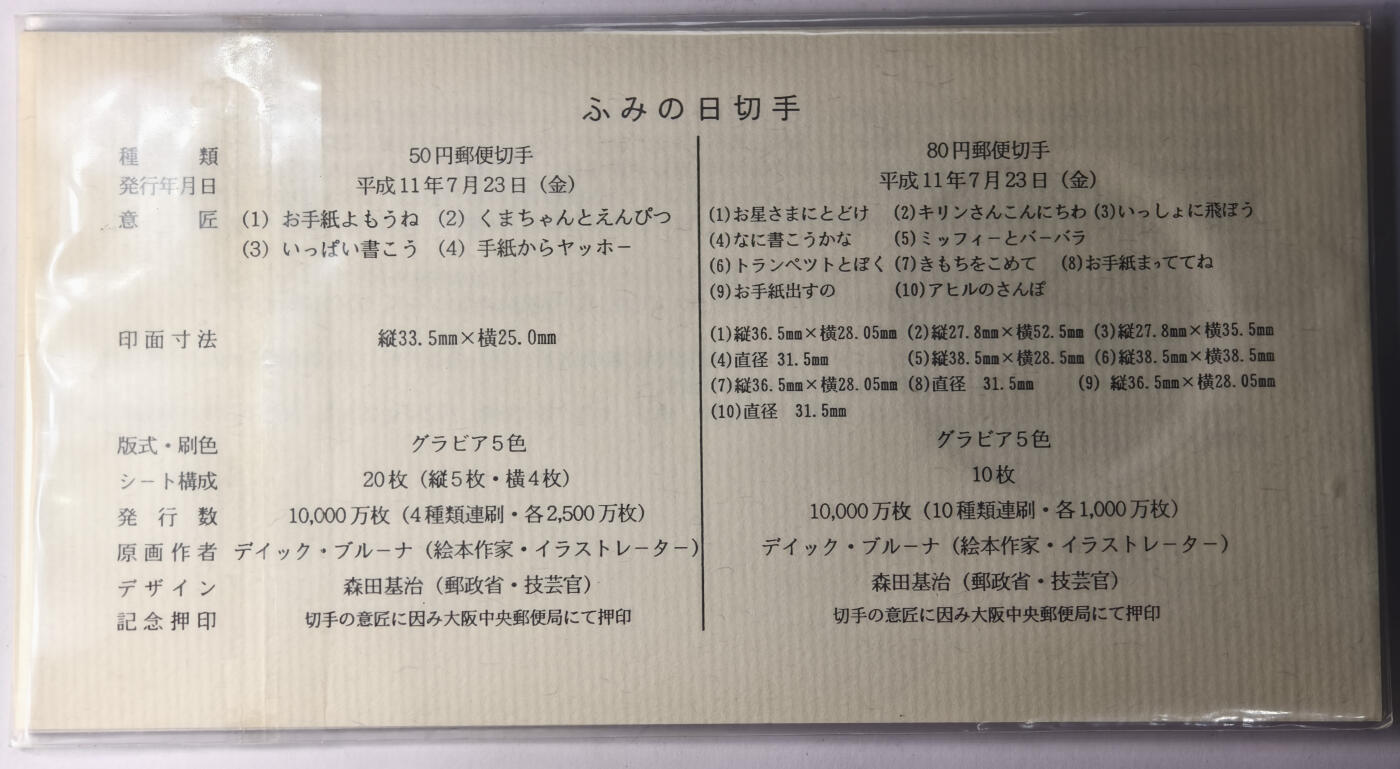 ふみの日切手
種類 50円郵便切手 80円郵便切手
発行年月日 平成11年7月23日（金） 平成11年7月23日（金）
意匠 (1) お手紙よもうね (2) くまちゃんとえんぴつ (1)お星さまにとどけ (2)キリンさんこんにちわ (3)いっしょに飛ぼう
(3) いっぱい書こう (4) 手紙からヤッホー (4)なに書こうかな (5)ミッフィーとバーバラ
(6)トランペツトとぼく (7)きもちをこめて (8)お手紙まっててね
(9)お手紙出すの (10)アヒルのさんぽ
印面寸法 縦33.5mm×横25.0mm (1)縦36.5mm×横28.05mm (2)縦27.8mm×横52.5mm (3)縦27.8mm×横35.5mm
(4)直径 31.5mm (5)縦38.5mm×横28.5mm (6)縦38.5mm×横38.5mm
(7)縦36.5mm×横28.05mm (8)直径 31.5mm (9) 縦36.5mm×横28.05mm
(10)直径 31.5mm
版式・刷色 グラビア5色 グラビア5色
シート構成 20枚（縦5枚・横4枚） 10枚
発行数 10,000万枚（4種類連刷・各2,500万枚） 10,000万枚（10種類連刷・各1,000万枚）
原画作者 デイック・ブルーナ（絵本作家・イラストレーター） デイック・ブルーナ（絵本作家・イラストレーター）
デザイン 森田基治（郵政省・技芸官） 森田基治（郵政省・技芸官）
記念押印 切手の意匠に因み大阪中央郵便局にて押印 切手の意匠に因み大阪中央郵便局にて押印